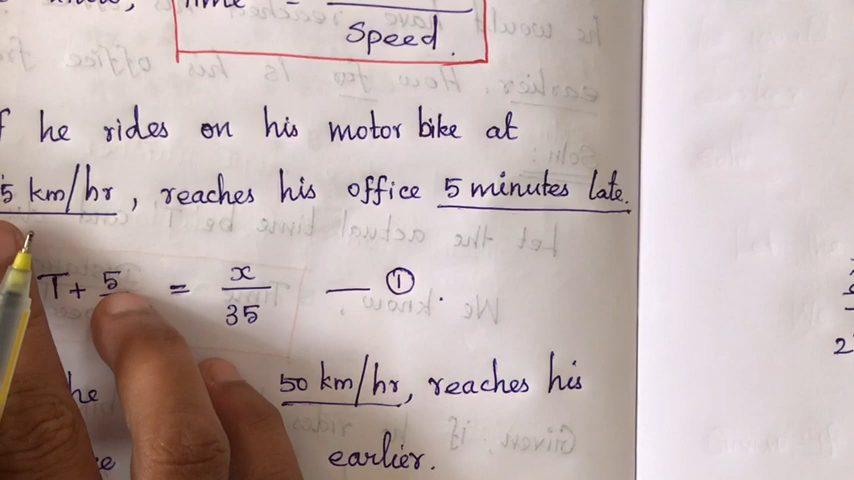 Speed.
he rides on his motor bike at
5 km/hr, reaches his office 5 minutes late.
T + 5 = x/35 — ①.
he 50 km/hr, reaches his
earlier.
2